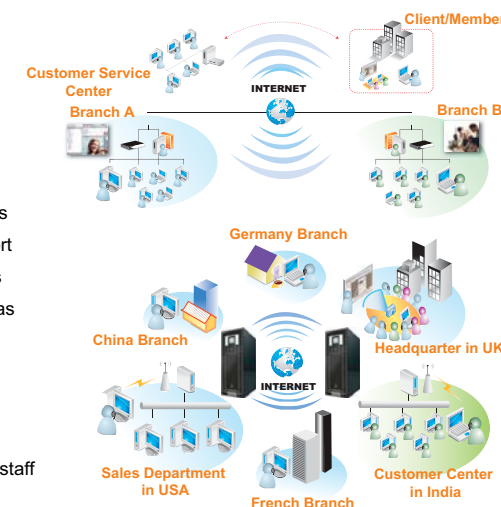 Client/Member
Customer Service
Center
INTERNET
Branch A
Branch B
s
rt
s
as
Germany Branch
China Branch
Headquarter in UK
INTERNET
staff
Sales Department
in USA
Customer Center
in India
French Branch